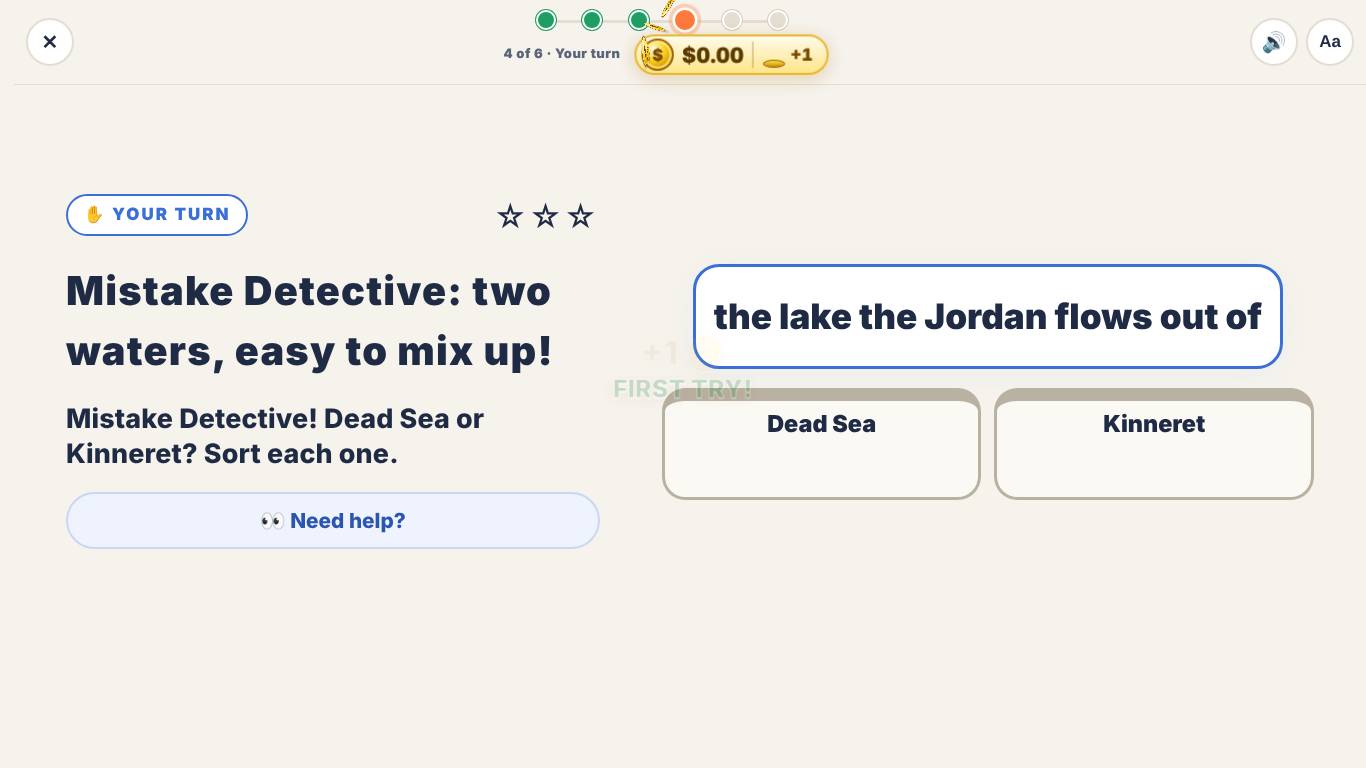 4 of 6 · Your turn
$0.00
+1
Aa
YOUR TURN
Mistake Detective: two
waters, easy to mix up!
Mistake Detective! Dead Sea or
Kinneret? Sort each one.
Need help?
the lake the Jordan flows out of
+1
FIRST TRY!
Dead Sea
Kinneret